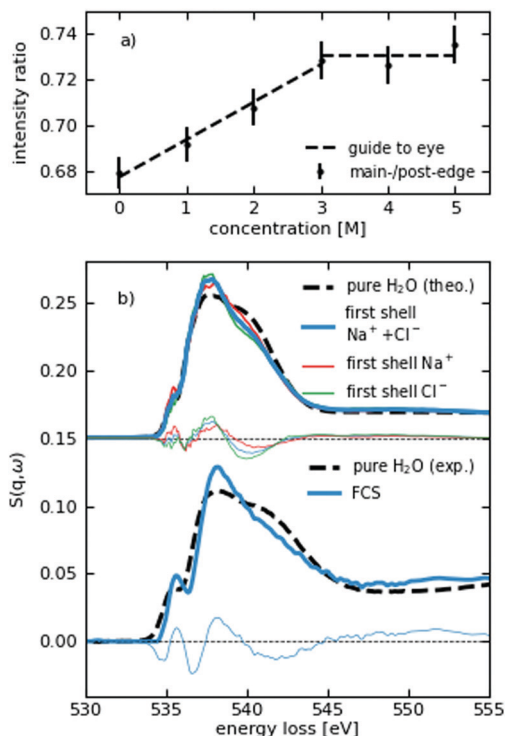 a)
0.74
0.72
0.70
0.68
intensity ratio
guide to eye
main-/post-edge
0 1 2 3 4 5
concentration [M]
b)
pure H₂O (theo.)
first shell
Na⁺+Cl⁻
first shell Na⁺
first shell Cl⁻
pure H₂O (exp.)
FCS
0.25
0.20
0.15
0.10
0.05
0.00
S(q,ω)
530 535 540 545 550 555
energy loss [eV]